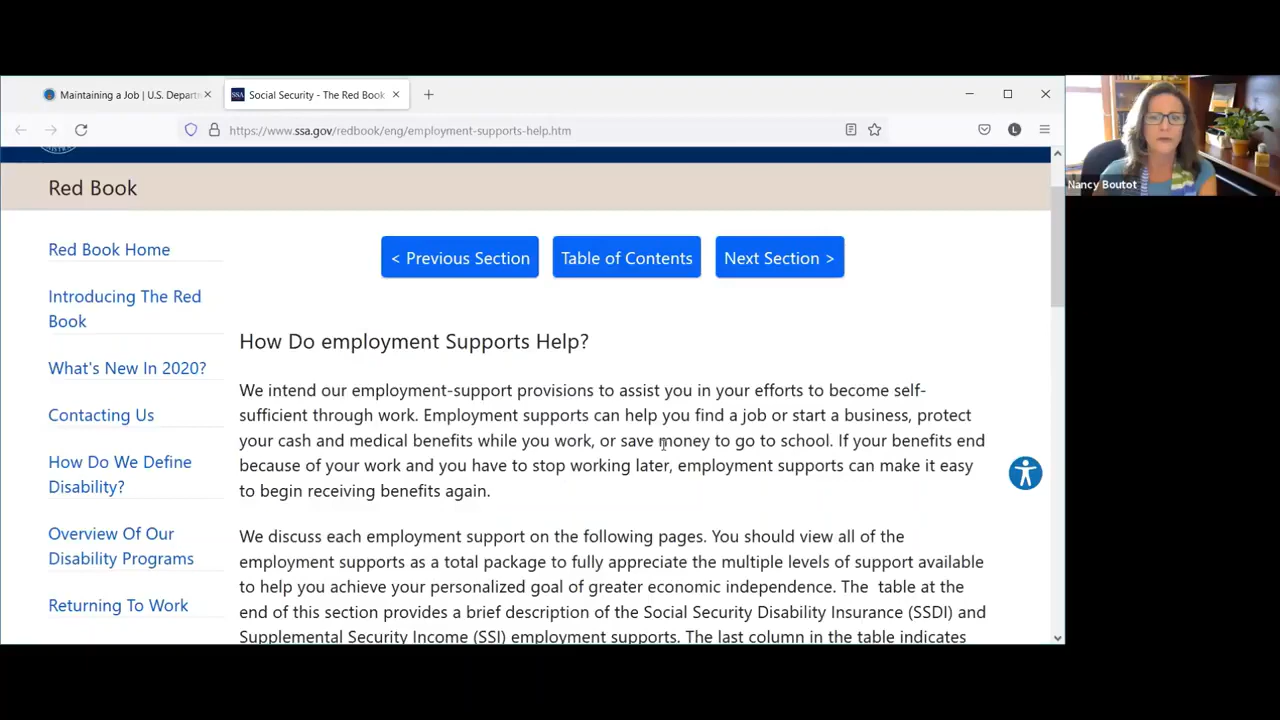 Maintaining a Job | U.S. Depart
Social Security - The Red Book
https://www.ssa.gov/redbook/eng/employment-supports-help.htm
L
Nancy Boutot
Red Book
Red Book Home
Introducing The Red
Book
What's New In 2020?
Contacting Us
How Do We Define
Disability?
Overview Of Our
Disability Programs
Returning To Work
< Previous Section
Table of Contents
Next Section >
How Do employment Supports Help?
We intend our employment-support provisions to assist you in your efforts to become self-
sufficient through work. Employment supports can help you find a job or start a business, protect
your cash and medical benefits while you work, or save money to go to school. If your benefits end
because of your work and you have to stop working later, employment supports can make it easy
to begin receiving benefits again.
We discuss each employment support on the following pages. You should view all of the
employment supports as a total package to fully appreciate the multiple levels of support available
to help you achieve your personalized goal of greater economic independence. The table at the
end of this section provides a brief description of the Social Security Disability Insurance (SSDI) and
Supplemental Security Income (SSI) employment supports. The last column in the table indicates